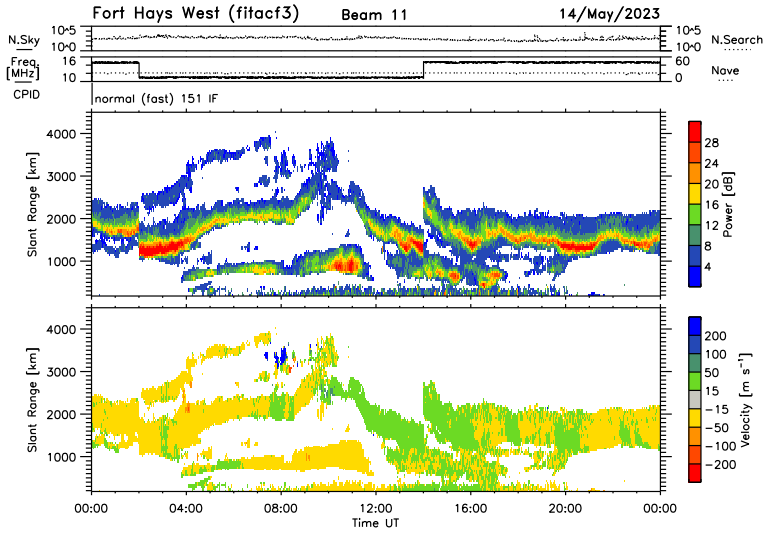 Fort Hays West (fitacf3) Beam 11 14/May/2023
N.Sky 10^5 10^0 10^5 10^0 N.Search
Freq. [MHz] 16 10 60 0 Nave
CPID normal (fast) 151 IF
Slant Range [km] 4000 3000 2000 1000
Power [dB] 28 24 20 16 12 8 4
Slant Range [km] 4000 3000 2000 1000
Velocity [m s⁻¹] 200 100 50 15 −15 −50 −100 −200
00:00 04:00 08:00 12:00 16:00 20:00 00:00
Time UT